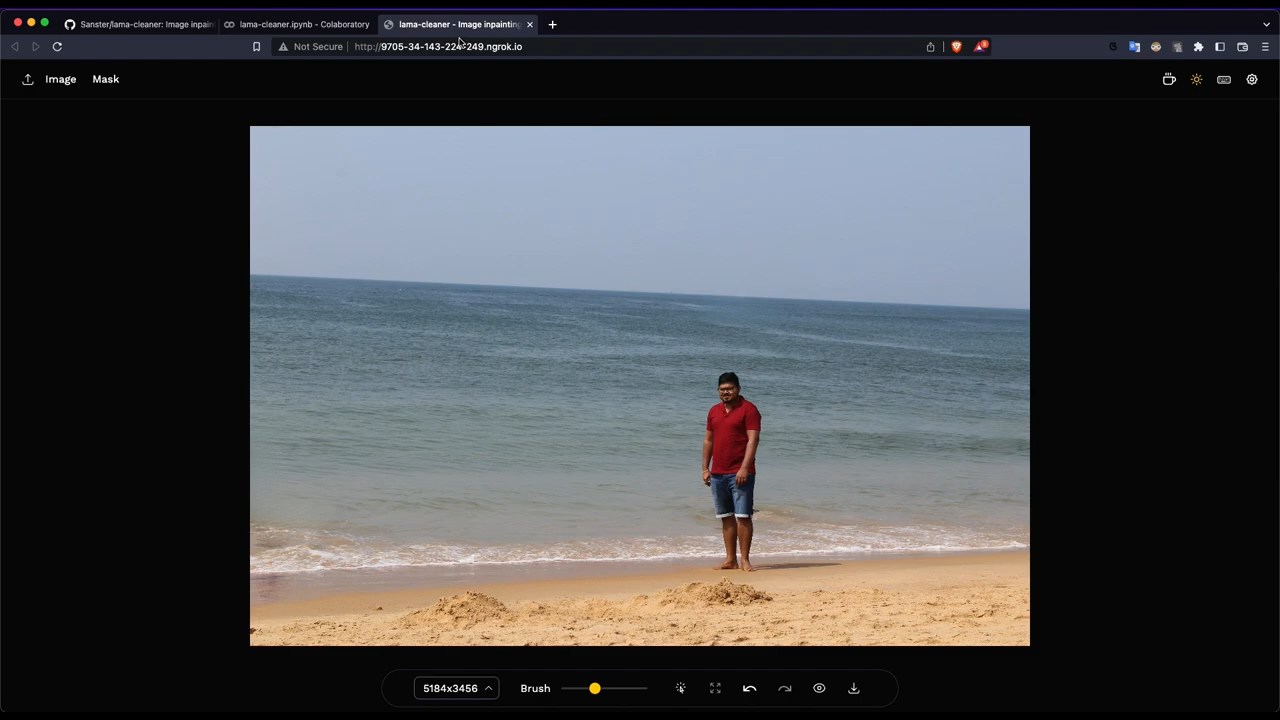 Sanster/lama-cleaner: Image inpain
lama-cleaner.ipynb - Colaboratory
lama-cleaner - Image inpainting
Not Secure
http://9705-34-143-224-249.ngrok.io
Image
Mask
5184x3456
Brush